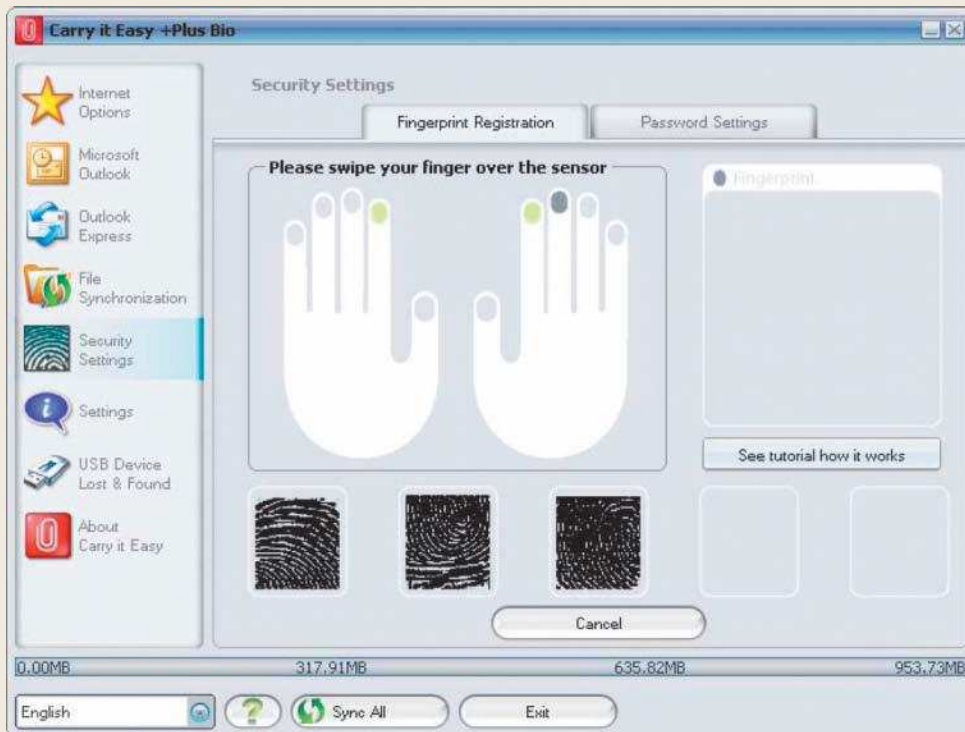 Carry it Easy +Plus Bio
Internet
Options
Microsoft
Outlook
Outlook
Express
File
Synchronization
Security
Settings
Settings
USB Device
Lost & Found
About
Carry it Easy
Security Settings
Fingerprint Registration
Password Settings
Please swipe your finger over the sensor
Fingerprint
See tutorial how it works
Cancel
0.00MB 317.91MB 635.82MB 953.73MB
English
?
Sync All
Exit